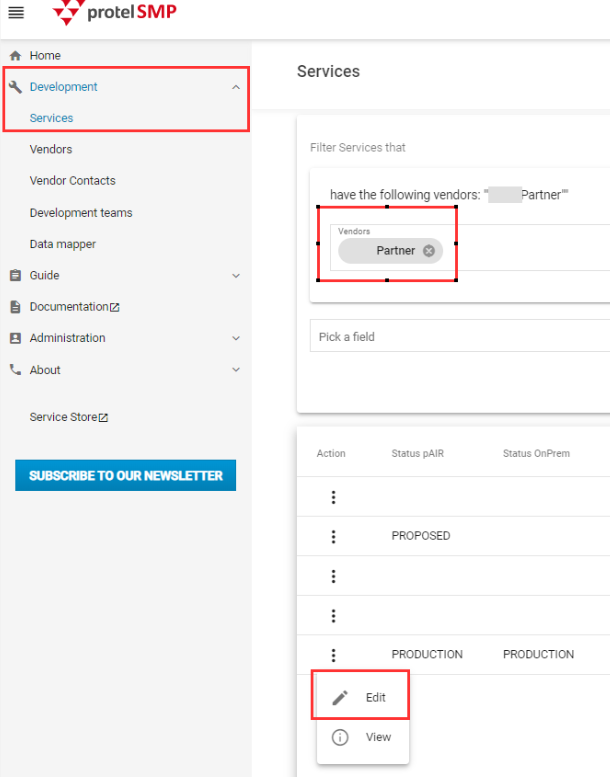 protel SMP
Home
Development
Services
Vendors
Vendor Contacts
Development teams
Data mapper
Guide
Documentation
Administration
About
Service Store
SUBSCRIBE TO OUR NEWSLETTER
Services
Filter Services that
have the following vendors: " Partner""
Vendors
Partner
Pick a field
Action Status pAIR Status OnPrem
PROPOSED
PRODUCTION PRODUCTION
Edit
View